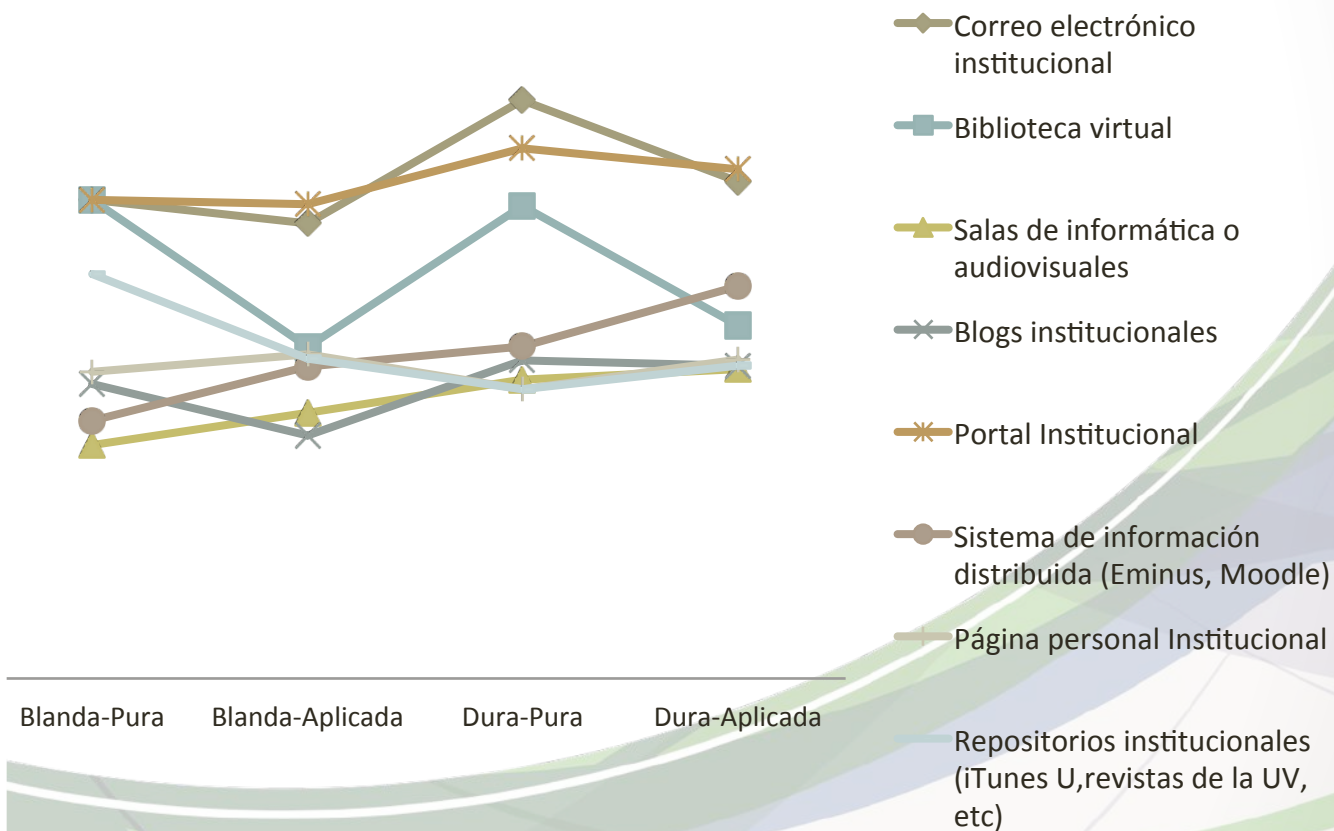 Correo electrónico
institucional
Biblioteca virtual
Salas de informática o
audiovisuales
Blogs institucionales
Portal Institucional
Sistema de información
distribuida (Eminus, Moodle)
Página personal Institucional
Repositorios institucionales
(iTunes U,revistas de la UV,
etc)
Blanda-Pura
Blanda-Aplicada
Dura-Pura
Dura-Aplicada